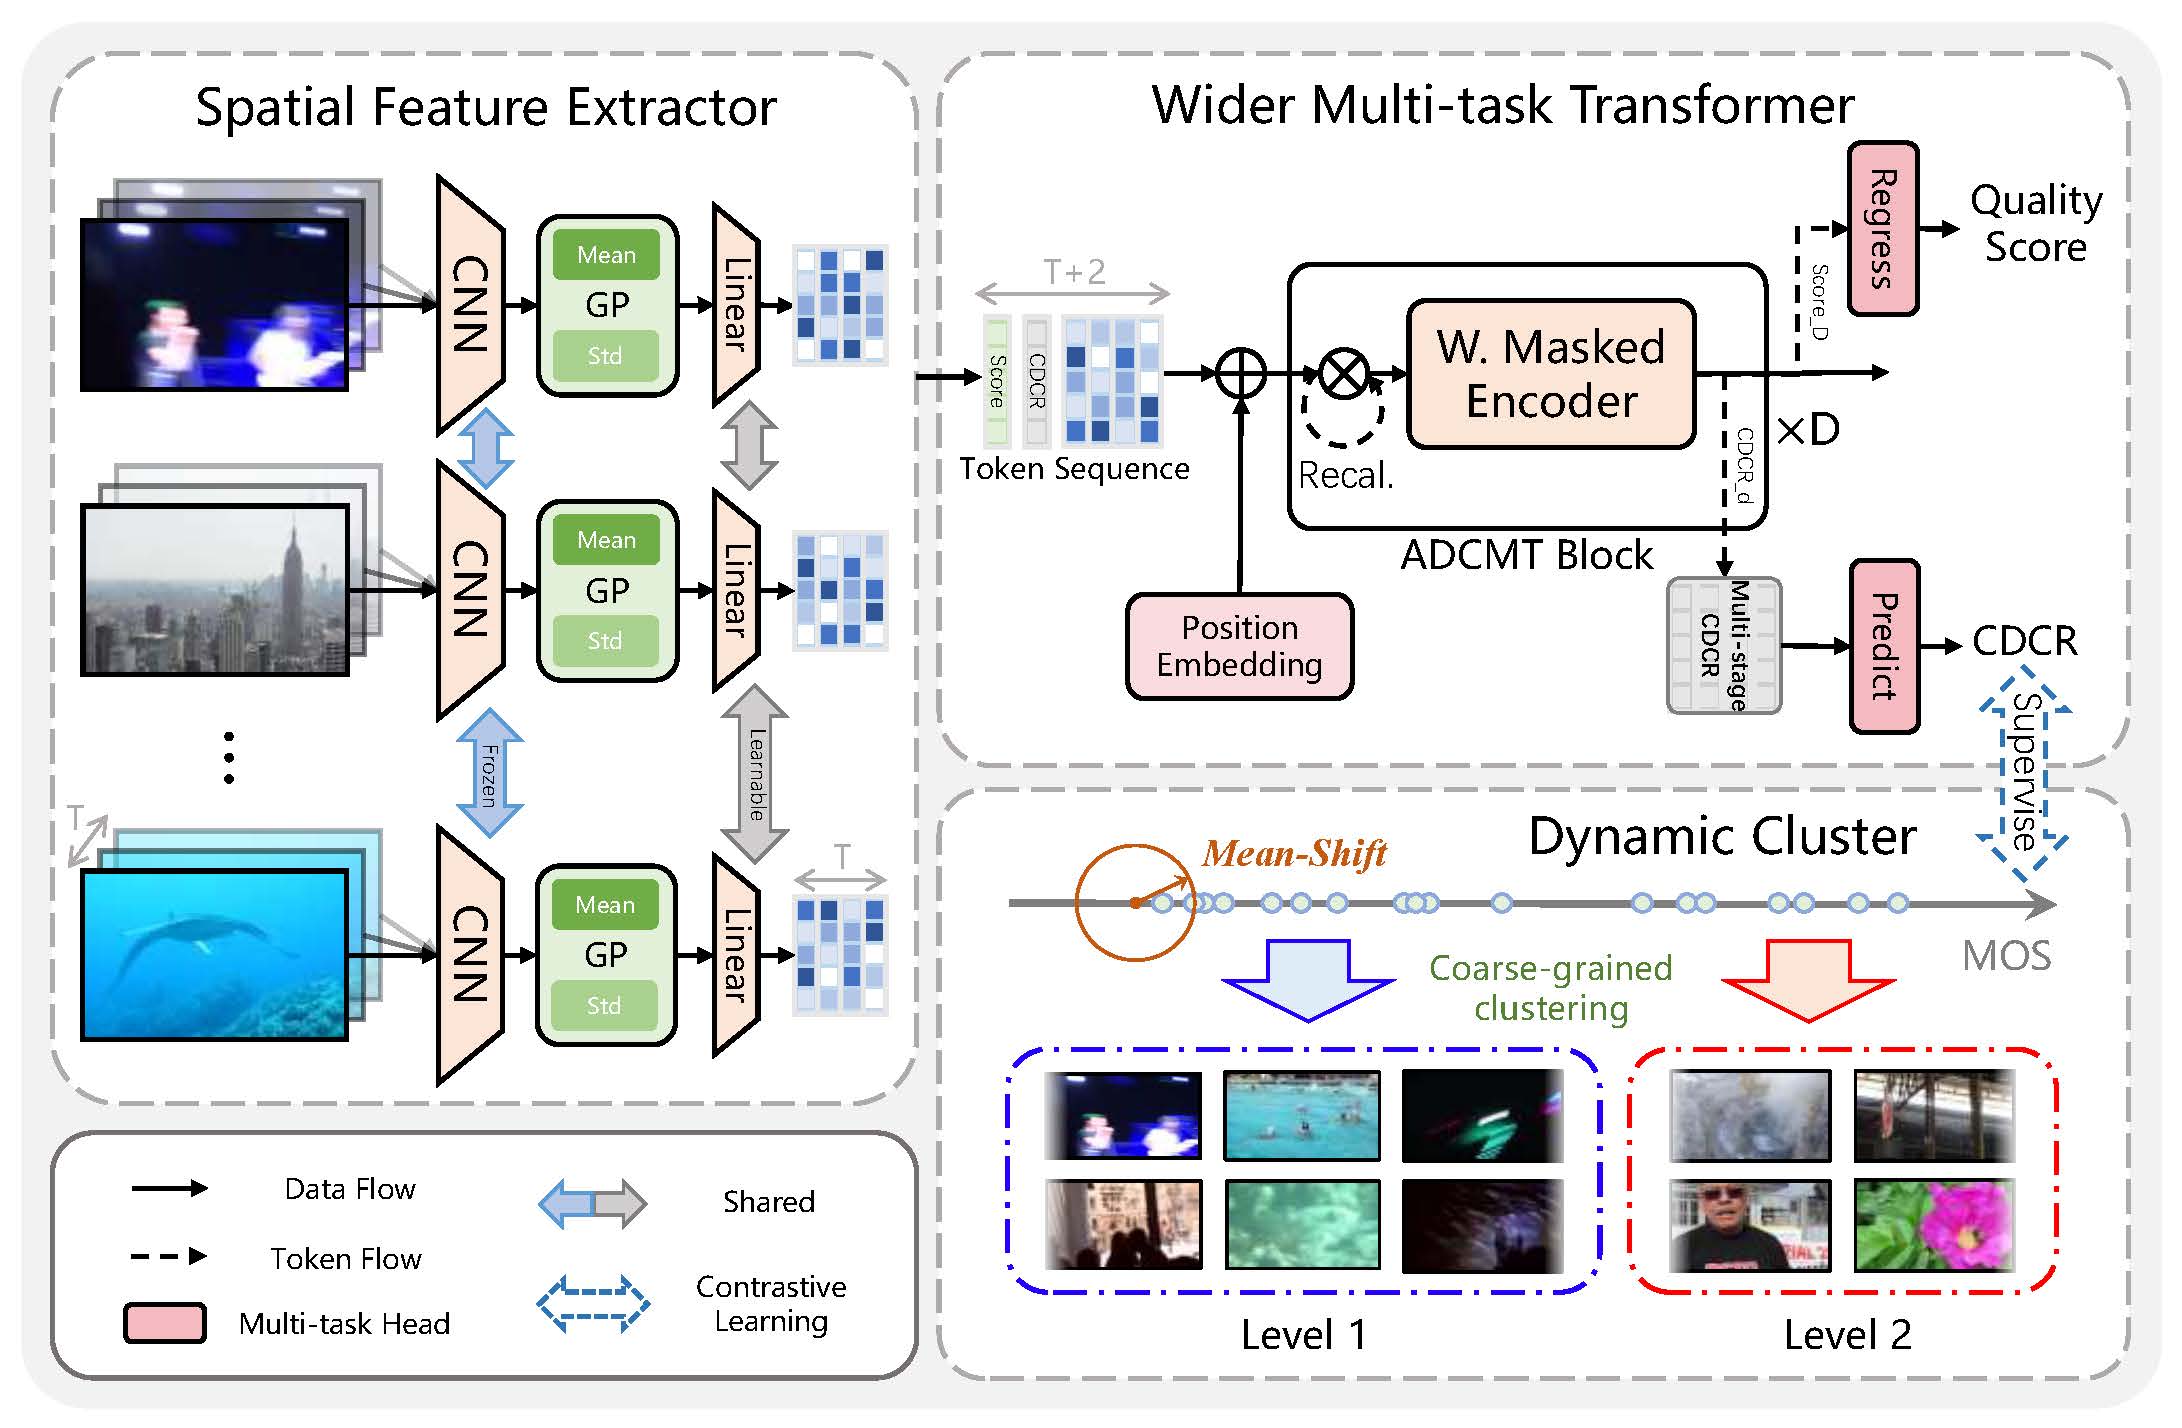 Spatial Feature Extractor
CNN
Mean
GP
Std
Linear
CNN
Mean
GP
Std
Linear
Frozen
Learnable
T
T
CNN
Mean
GP
Std
Linear
Data Flow
Token Flow
Multi-task Head
Shared
Contrastive
Learning
Wider Multi-task Transformer
T+2
Score
CDCR
Token Sequence
Position
Embedding
Recal.
W. Masked
Encoder
ADCMT Block
×D
Score_D
CDCR_d
Regress
Quality
Score
Multi-stage
CDCR
Predict
CDCR
Supervise
Dynamic Cluster
Mean-Shift
MOS
Coarse-grained
clustering
Level 1
Level 2